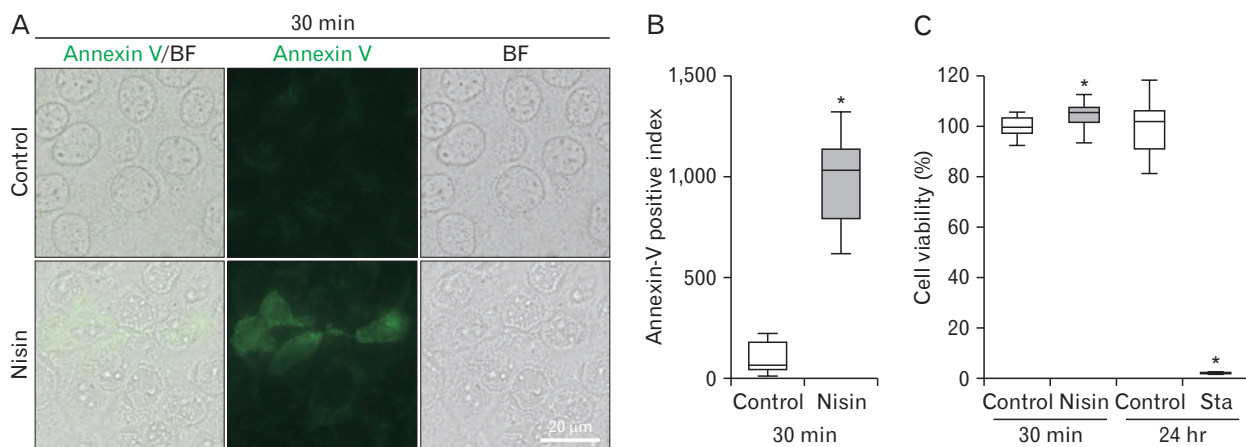 A
30 min
Annexin V/BF
Annexin V
BF
Control
Nisin
20 μm
B
Annexin-V positive index
1,500
*
1,000
500
0
Control Nisin
30 min
C
Cell viability (%)
120
*
100
80
60
40
20
*
0
Control Nisin Control Sta
30 min 24 hr